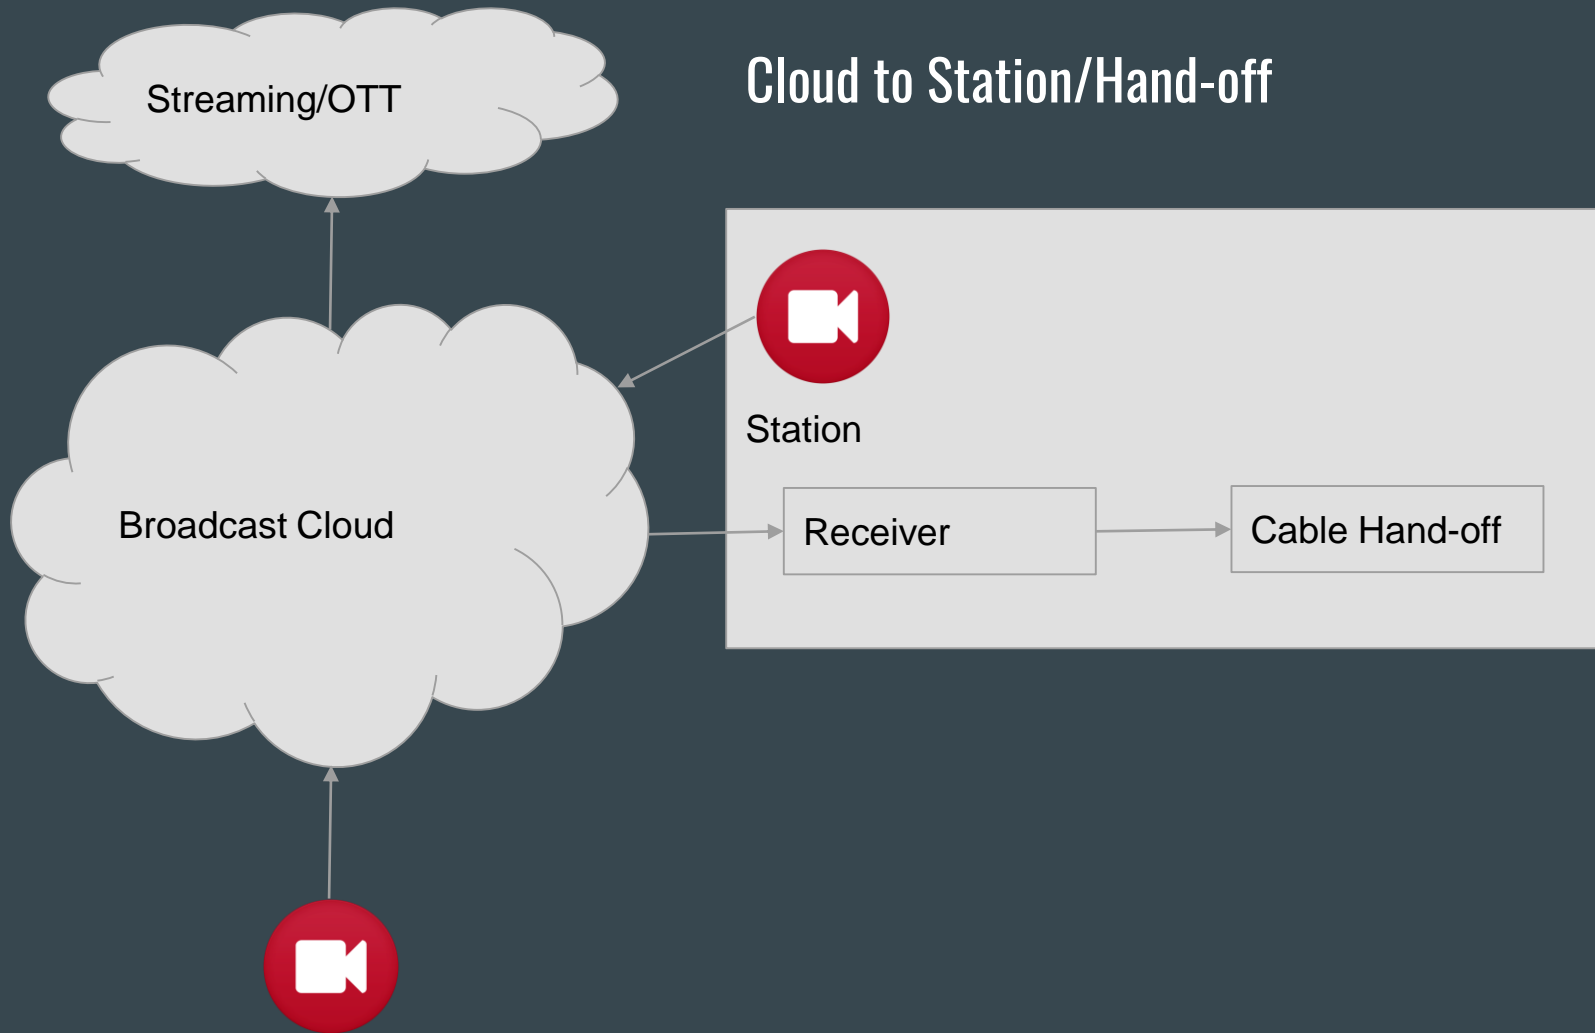 Cloud to Station/Hand-off
Streaming/OTT
Station
Broadcast Cloud
Receiver
Cable Hand-off